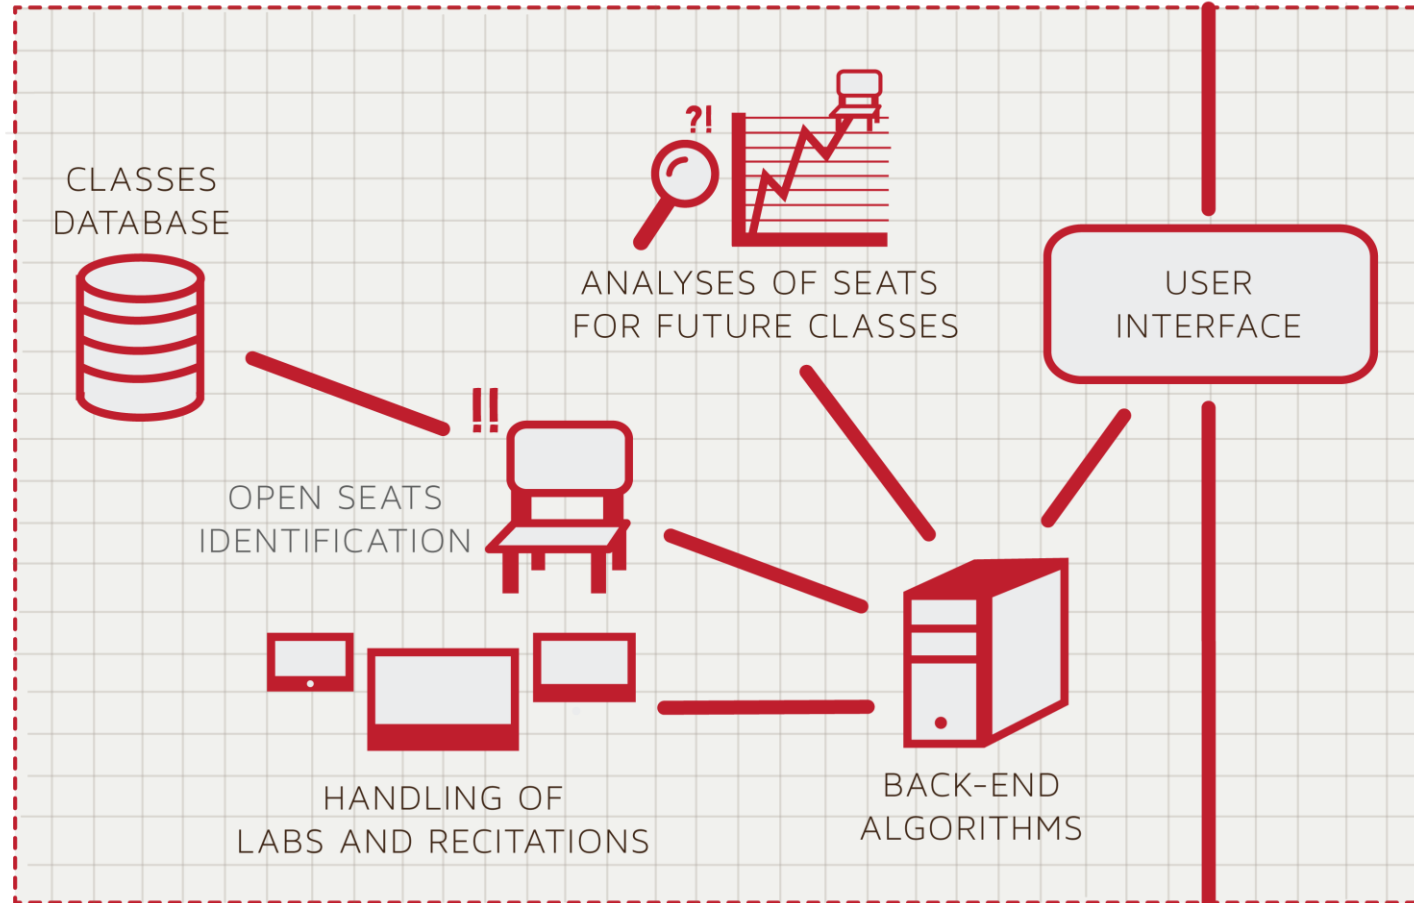 ?!
CLASSES
DATABASE
ANALYSES OF SEATS
FOR FUTURE CLASSES
USER
INTERFACE
!!
OPEN SEATS
IDENTIFICATION
HANDLING OF
LABS AND RECITATIONS
BACK-END
ALGORITHMS